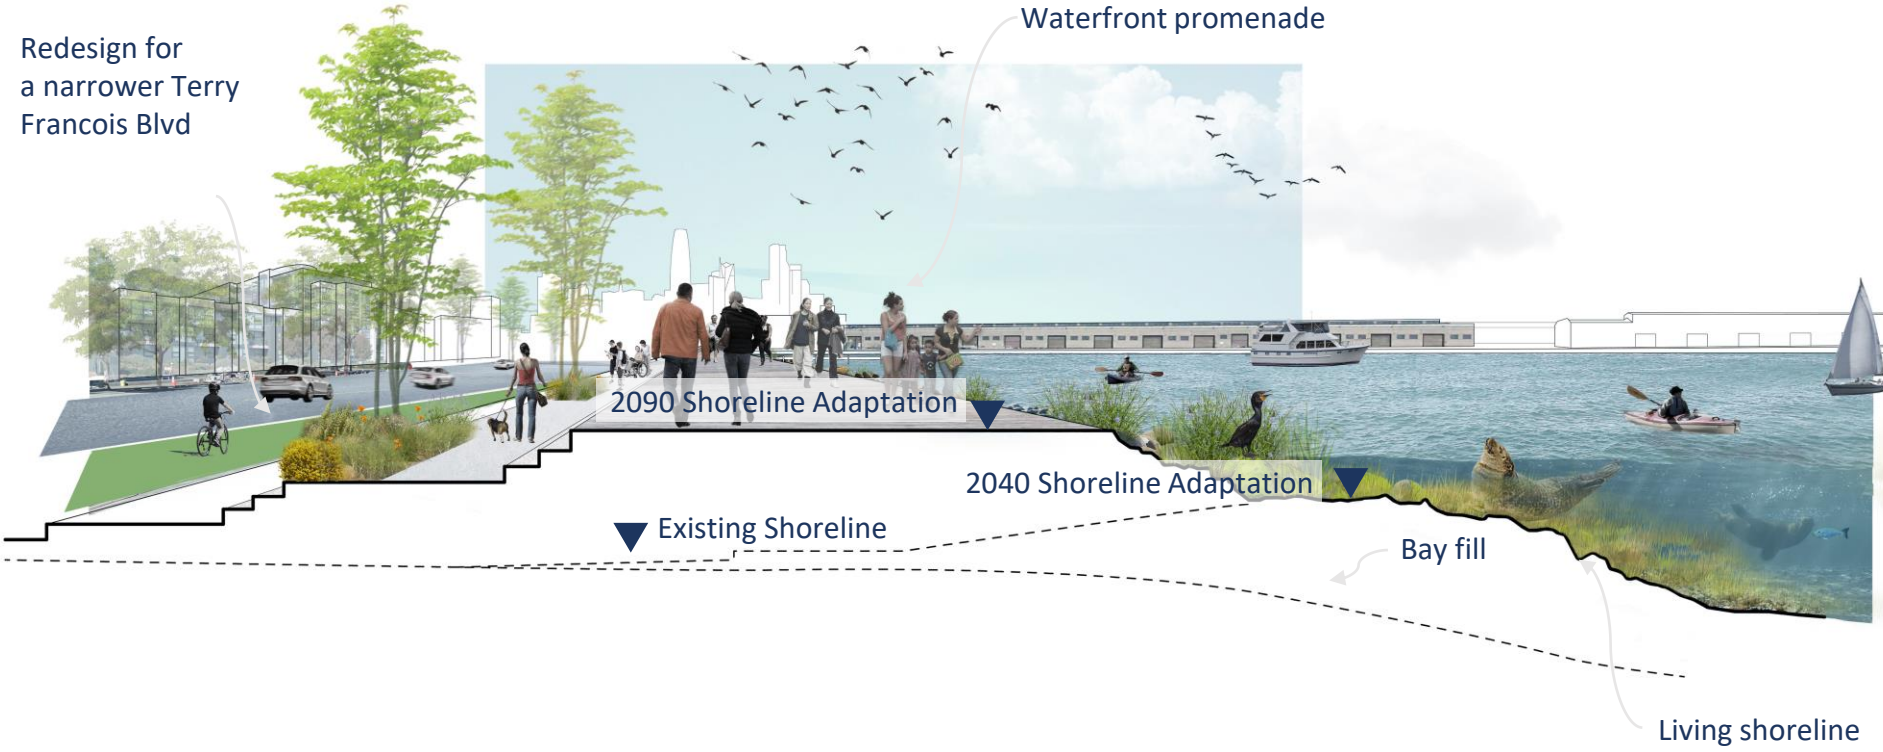 Waterfront promenade
Redesign for
a narrower Terry
Francois Blvd
2090 Shoreline Adaptation
2040 Shoreline Adaptation
Existing Shoreline
Bay fill
Living shoreline